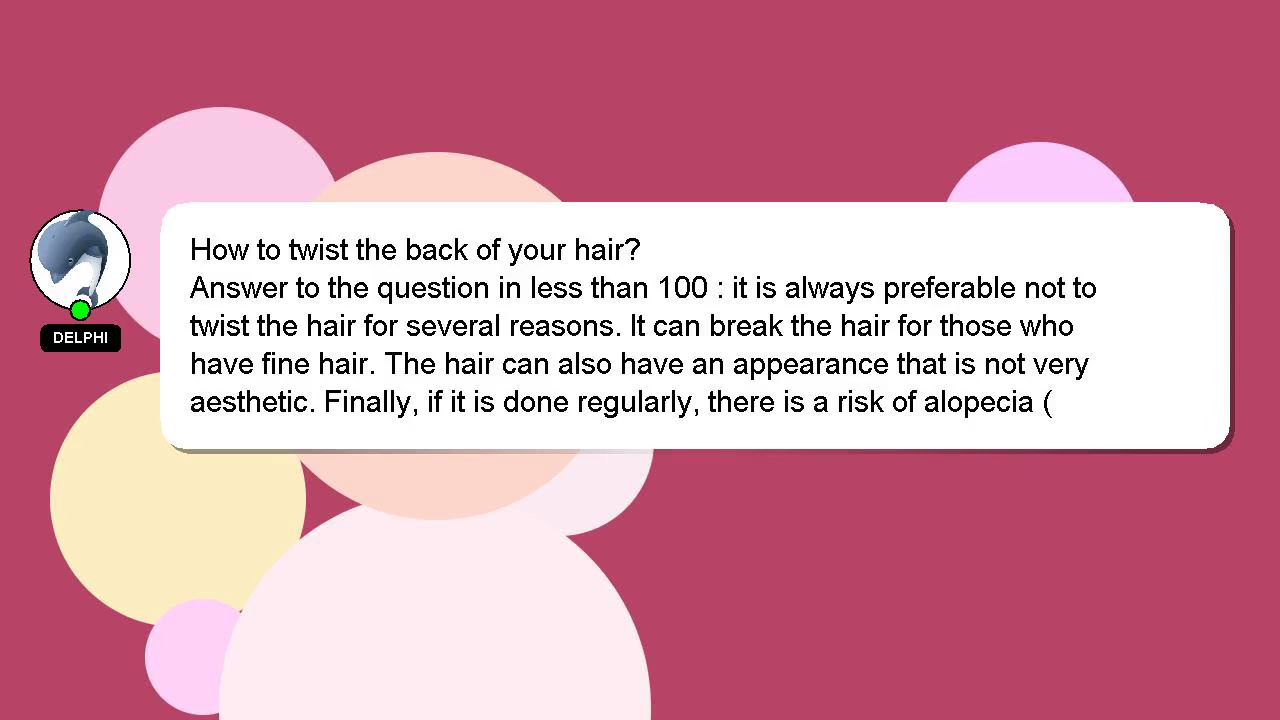 How to twist the back of your hair?
Answer to the question in less than 100 : it is always preferable not to
twist the hair for several reasons. It can break the hair for those who
have fine hair. The hair can also have an appearance that is not very
aesthetic. Finally, if it is done regularly, there is a risk of alopecia (
DELPHI